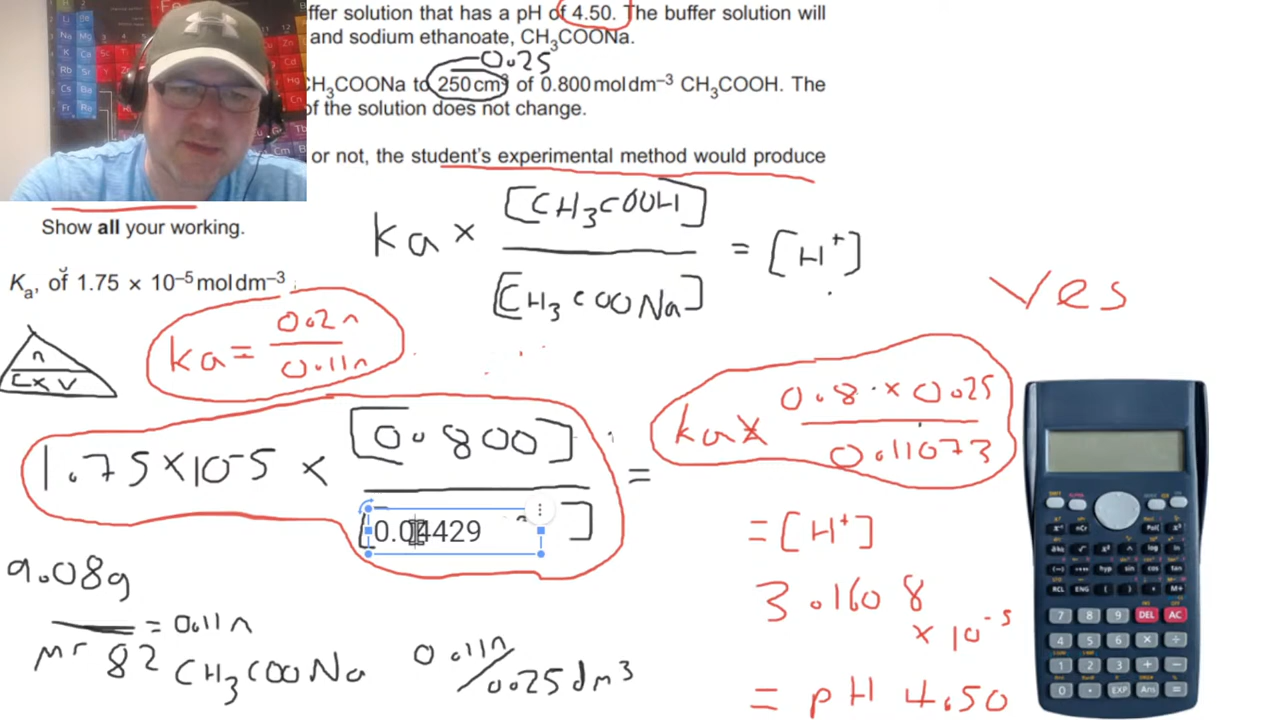 ffer solution that has a pH of 4.50. The buffer solution will
and sodium ethanoate, CH₃COONa.
0.25
CH₃COONa to 250 cm³ of 0.800 mol dm⁻³ CH₃COOH. The
of the solution does not change.
or not, the student's experimental method would produce
Show all your working.
Kₐ, of 1.75 × 10⁻⁵ mol dm⁻³
ka × [CH₃COOH] / [CH₃COONa] = [H⁺]
Yes
n
C × V
ka = 0.2n / 0.11n
1.75 × 10⁻⁵ × [0.800]
[0.04429 ]
=
ka × 0.8 × 0.25 / 0.11073
= [H⁺]
3.1608 × 10⁻⁵
= pH 4.50
9.08g
= 0.11n
Mr 82 CH₃COONa
0.11n / 0.25 dm³